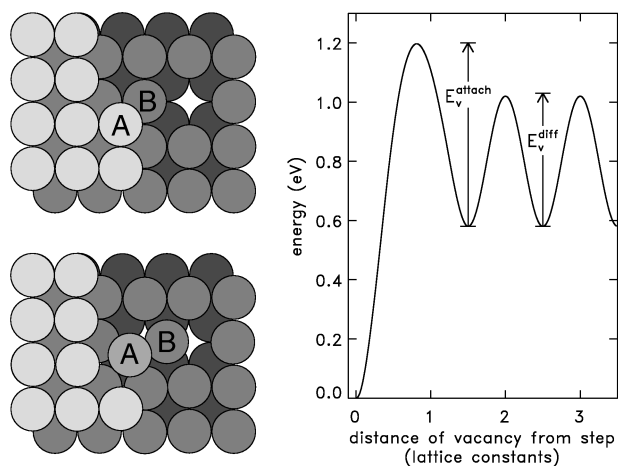 A
B
A
B
energy (eV)
1.2
1.0
0.8
0.6
0.4
0.2
0.0
E_v^attach
E_v^diff
0
1
2
3
distance of vacancy from step
(lattice constants)